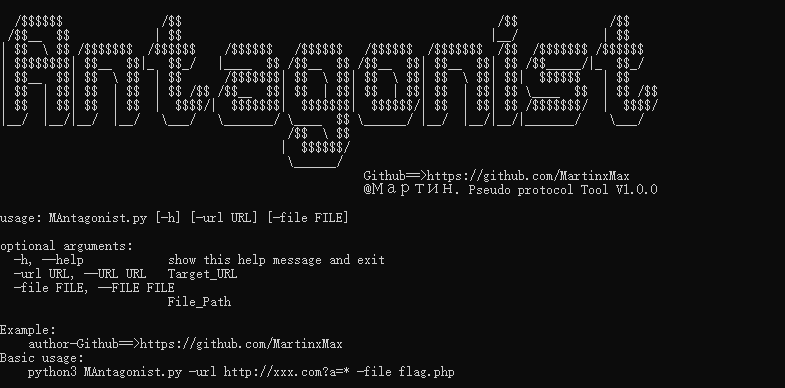 Antagonist
Github==>https://github.com/MartinxMax
@Мартин. Pseudo protocol Tool V1.0.0
usage: MAntagonist.py [-h] [-url URL] [-file FILE]
optional arguments:
-h, --help show this help message and exit
-url URL, --URL URL Target_URL
-file FILE, --FILE FILE
File_Path
Example:
author-Github==>https://github.com/MartinxMax
Basic usage:
python3 MAntagonist.py -url http://xxx.com?a=* -file flag.php